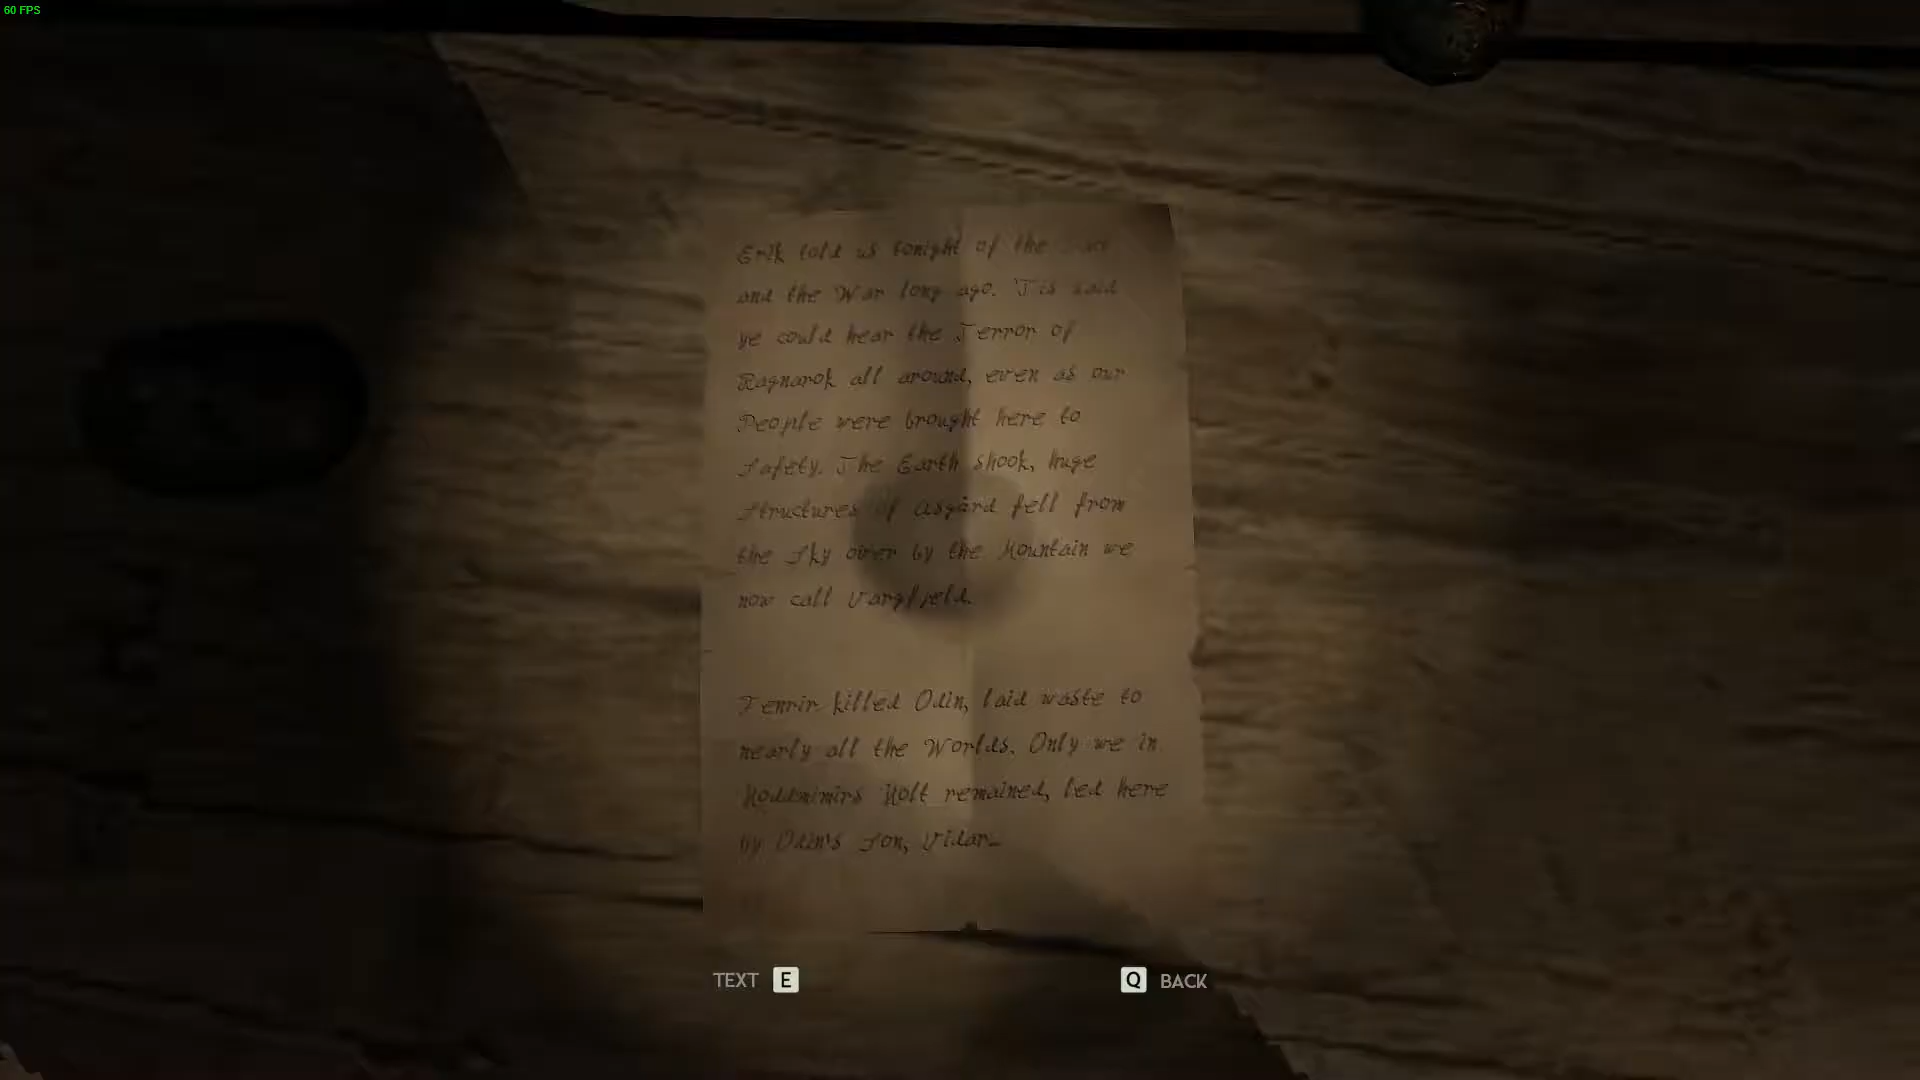 60 FPS
Erik told us tonight of the
and the War long ago. 'Tis said
ye could hear the Terror of
Ragnarok all around, even as our
People were brought here to
Safety. The Earth shook, huge
Structures of Asgård fell from
the Sky over by the Mountain we
now call Vargfjeld.
Fenrir killed Odin, laid waste to
nearly all the Worlds. Only we in
Hoddmimirs Holt remained, led here
by Odin's Son, Vidar...
TEXT E
Q BACK